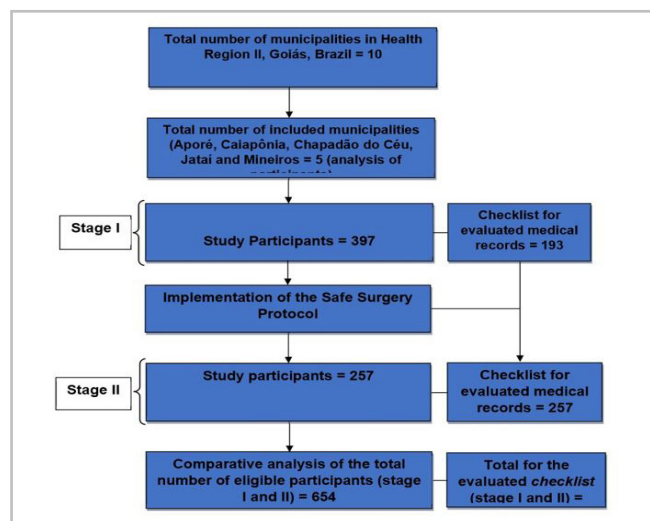 Total number of municipalities in Health
Region II, Goiás, Brazil = 10
Total number of included municipalities
(Aporé, Caiapônia, Chapadão do Céu,
Jataí and Mineiros = 5 (analysis of
participants)
Stage I
Study Participants = 397
Checklist for
evaluated medical
records = 193
Implementation of the Safe Surgery
Protocol
Stage II
Study participants = 257
Checklist for
evaluated medical
records = 257
Comparative analysis of the total
number of eligible participants (stage
I and II) = 654
Total for the
evaluated checklist
(stage I and II) =